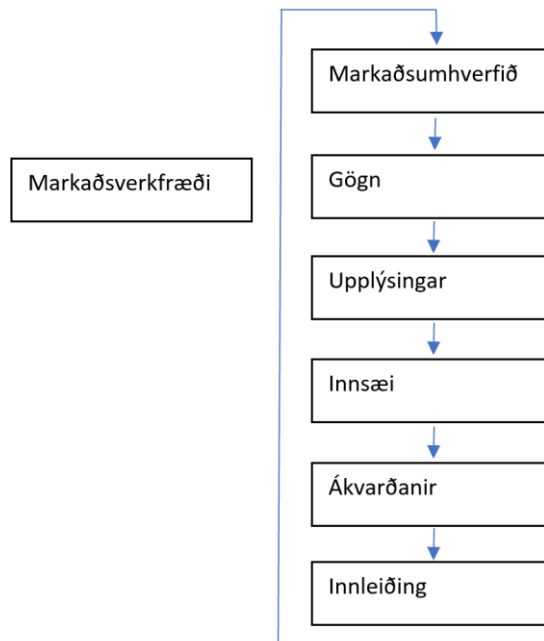 Markaðsumhverfið
Markaðsverkfræði
Gögn
Upplýsingar
Innsæi
Ákvarðanir
Innleiðing